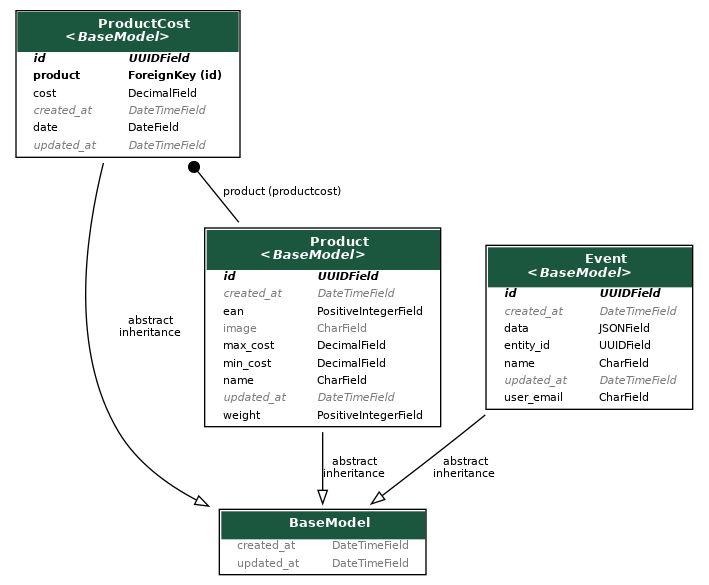 ProductCost
<BaseModel>
id UUIDField
product ForeignKey (id)
cost DecimalField
created_at DateTimeField
date DateField
updated_at DateTimeField
product (productcost)
Product
<BaseModel>
id UUIDField
created_at DateTimeField
ean PositiveIntegerField
image CharField
max_cost DecimalField
min_cost DecimalField
name CharField
updated_at DateTimeField
weight PositiveIntegerField
Event
<BaseModel>
id UUIDField
created_at DateTimeField
data JSONField
entity_id UUIDField
name CharField
updated_at DateTimeField
user_email CharField
abstract
inheritance
abstract
inheritance
abstract
inheritance
BaseModel
created_at DateTimeField
updated_at DateTimeField